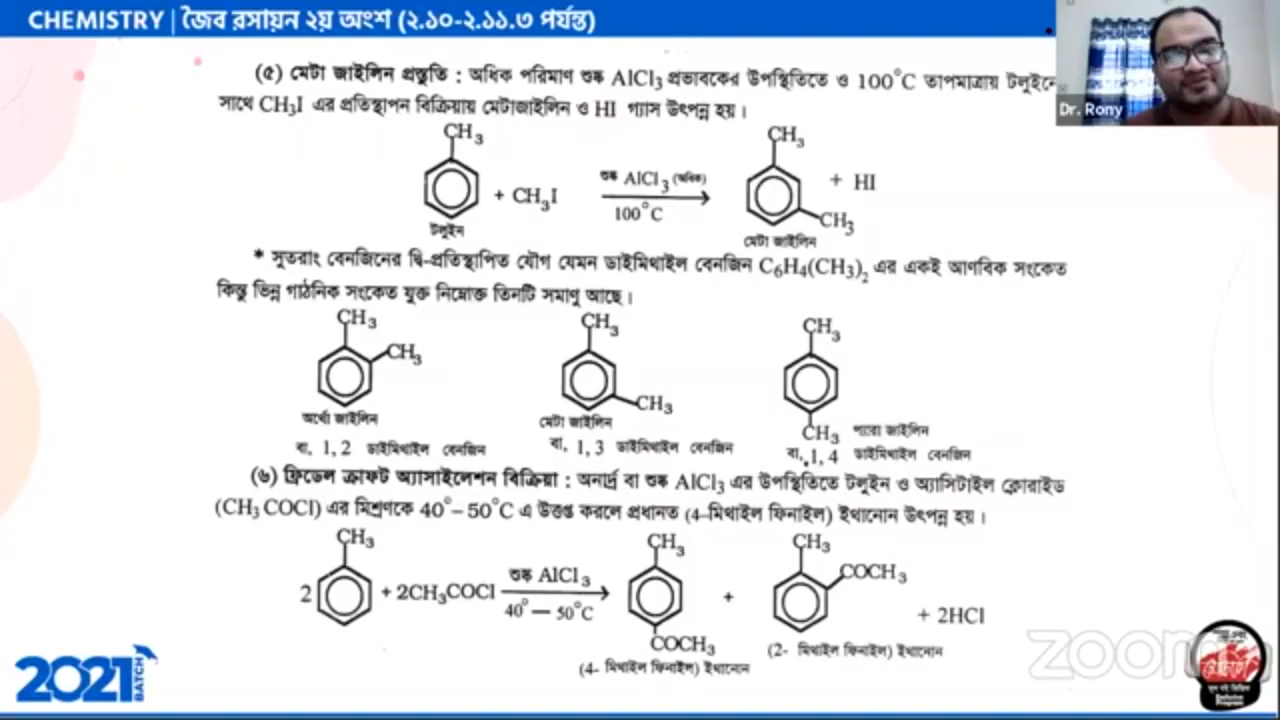 CHEMISTRY | জৈব রসায়ন ২য় অংশ (২.১০-২.১১.৩ পর্যন্ত)
Dr. Rony
(৫) মেটা জাইলিন প্রস্তুতি : অধিক পরিমাণ শুষ্ক AlCl3 প্রভাবকের উপস্থিতিতে ও 100°C তাপমাত্রায় টলুইনে
সাথে CH3I এর প্রতিস্থাপন বিক্রিয়ায় মেটাজাইলিন ও HI গ্যাস উৎপন্ন হয়।
CH3 CH3
+ CH3I শুষ্ক AlCl3 (অধিক) + HI
100°C CH3
টলুইন মেটা জাইলিন
* সুতরাং বেনজিনের দ্বি-প্রতিস্থাপিত যৌগ যেমন ডাইমিথাইল বেনজিন C6H4(CH3)2 এর একই আণবিক সংকেত
কিন্তু ভিন্ন গাঠনিক সংকেত যুক্ত নিম্নোক্ত তিনটি সমাণু আছে।
CH3 CH3 CH3
CH3 CH3
CH3
অর্থো জাইলিন মেটা জাইলিন প্যারো জাইলিন
বা, 1, 2 ডাইমিথাইল বেনজিন বা, 1, 3 ডাইমিথাইল বেনজিন বা, 1, 4 ডাইমিথাইল বেনজিন
(৬) ফ্রিডেল ক্রাফট অ্যাসাইলেশন বিক্রিয়া : অনার্দ্র বা শুষ্ক AlCl3 এর উপস্থিতিতে টলুইন ও অ্যাসিটাইল ক্লোরাইড
(CH3 COCl) এর মিশ্রণকে 40°– 50°C এ উত্তপ্ত করলে প্রধানত (4–মিথাইল ফিনাইল) ইথানোন উৎপন্ন হয়।
CH3 CH3 CH3
COCH3
2 + 2CH3COCl শুষ্ক AlCl3 +
40° — 50°C + 2HCl
COCH3
(4- মিথাইল ফিনাইল) ইথানোন (2- মিথাইল ফিনাইল) ইথানোন
2021 BATCH
zoom